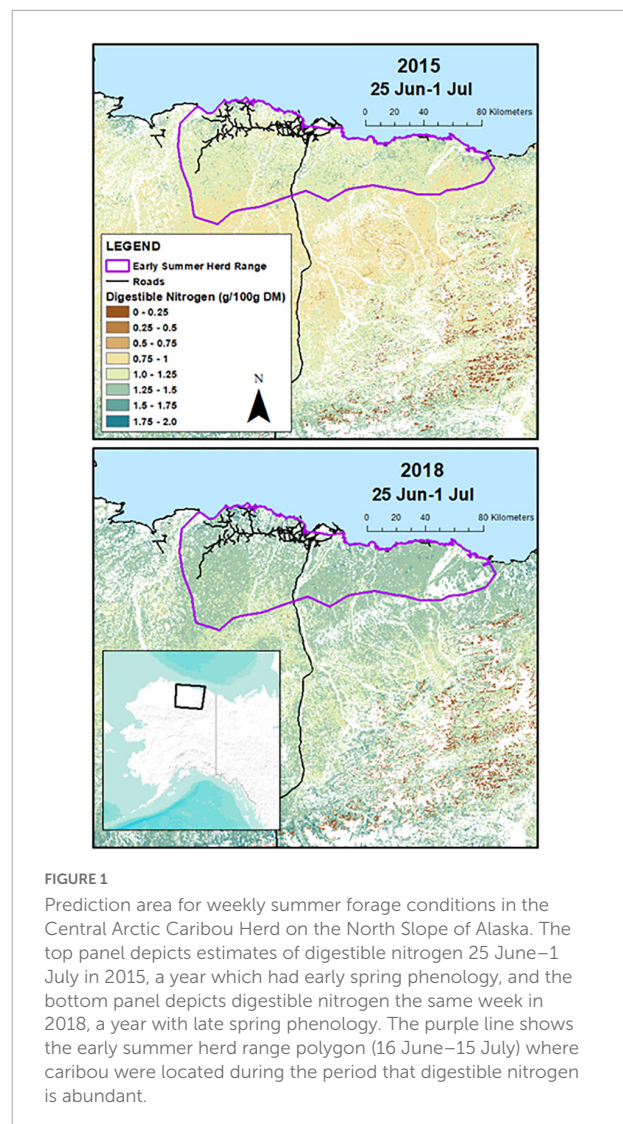 2015
25 Jun-1 Jul
0 20 40 80 Kilometers
LEGEND
Early Summer Herd Range
Roads
Digestible Nitrogen (g/100g DM)
0 - 0.25
0.25 - 0.5
0.5 - 0.75
0.75 - 1
1.0 - 1.25
1.25 - 1.5
1.5 - 1.75
1.75 - 2.0
N
2018
25 Jun-1 Jul
0 20 40 80 Kilometers
FIGURE 1
Prediction area for weekly summer forage conditions in the
Central Arctic Caribou Herd on the North Slope of Alaska. The
top panel depicts estimates of digestible nitrogen 25 June–1
July in 2015, a year which had early spring phenology, and the
bottom panel depicts digestible nitrogen the same week in
2018, a year with late spring phenology. The purple line shows
the early summer herd range polygon (16 June–15 July) where
caribou were located during the period that digestible nitrogen
is abundant.